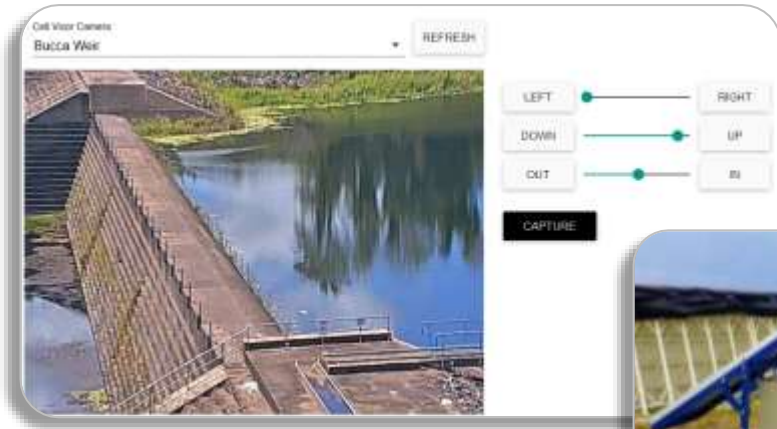 Cell Visor Camera
Bucca Weir
REFRESH
LEFT RIGHT
DOWN UP
OUT IN
CAPTURE